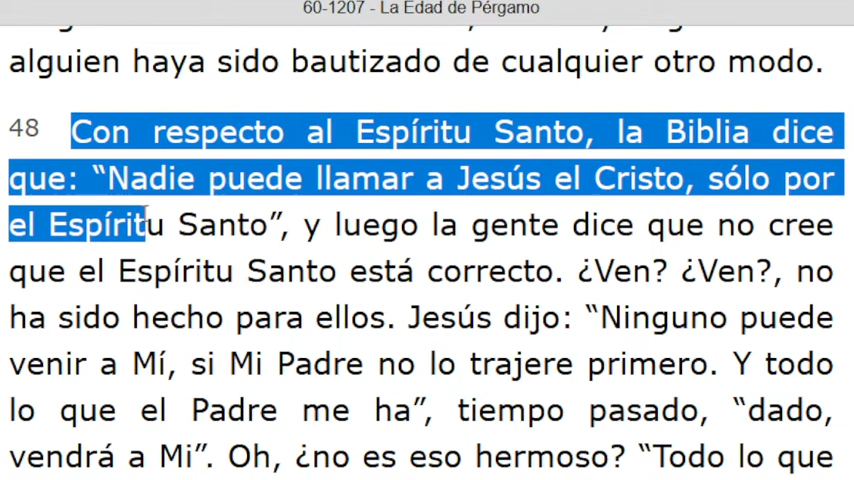 60-1207 - La Edad de Pérgamo
alguien haya sido bautizado de cualquier otro modo.
48 Con respecto al Espíritu Santo, la Biblia dice
que: “Nadie puede llamar a Jesús el Cristo, sólo por
el Espíritu Santo”, y luego la gente dice que no cree
que el Espíritu Santo está correcto. ¿Ven? ¿Ven?, no
ha sido hecho para ellos. Jesús dijo: “Ninguno puede
venir a Mí, si Mi Padre no lo trajere primero. Y todo
lo que el Padre me ha”, tiempo pasado, “dado,
vendrá a Mi”. Oh, ¿no es eso hermoso? “Todo lo que